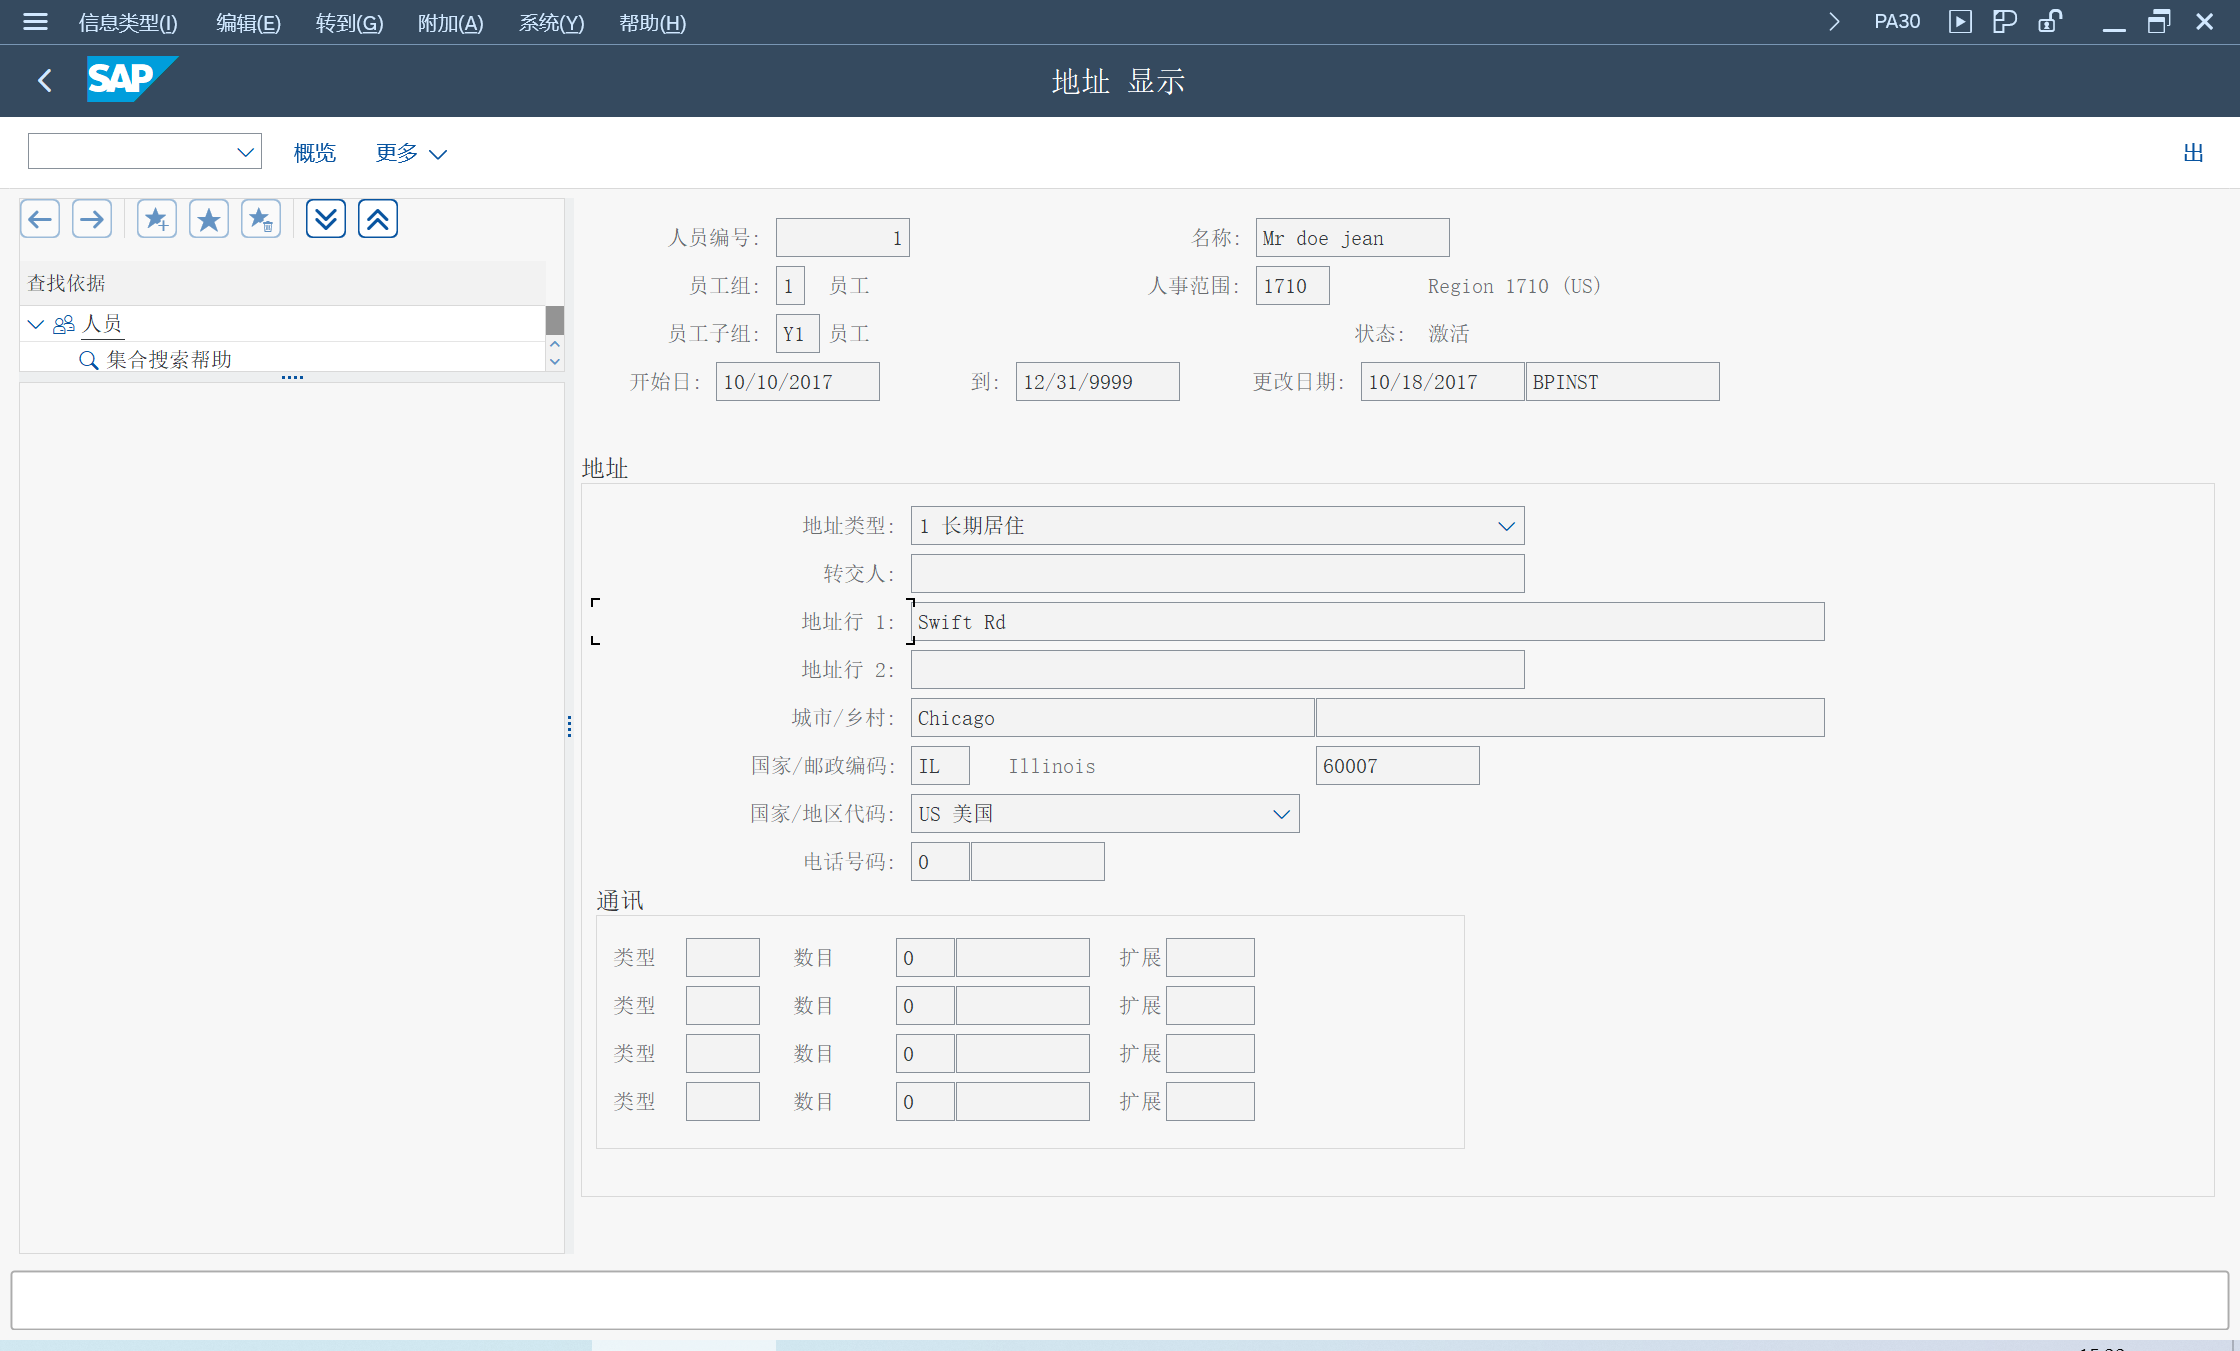 信息类型(I) 编辑(E) 转到(G) 附加(A) 系统(Y) 帮助(H) PA30
SAP 地址 显示
概览 更多 出
查找依据
人员
集合搜索帮助
人员编号: 1 名称: Mr doe jean
员工组: 1 员工 人事范围: 1710 Region 1710 (US)
员工子组: Y1 员工 状态: 激活
开始日: 10/10/2017 到: 12/31/9999 更改日期: 10/18/2017 BPINST
地址
地址类型: 1 长期居住
转交人:
地址行 1: Swift Rd
地址行 2:
城市/乡村: Chicago
国家/邮政编码: IL Illinois 60007
国家/地区代码: US 美国
电话号码: 0
通讯
类型 数目 0 扩展
类型 数目 0 扩展
类型 数目 0 扩展
类型 数目 0 扩展